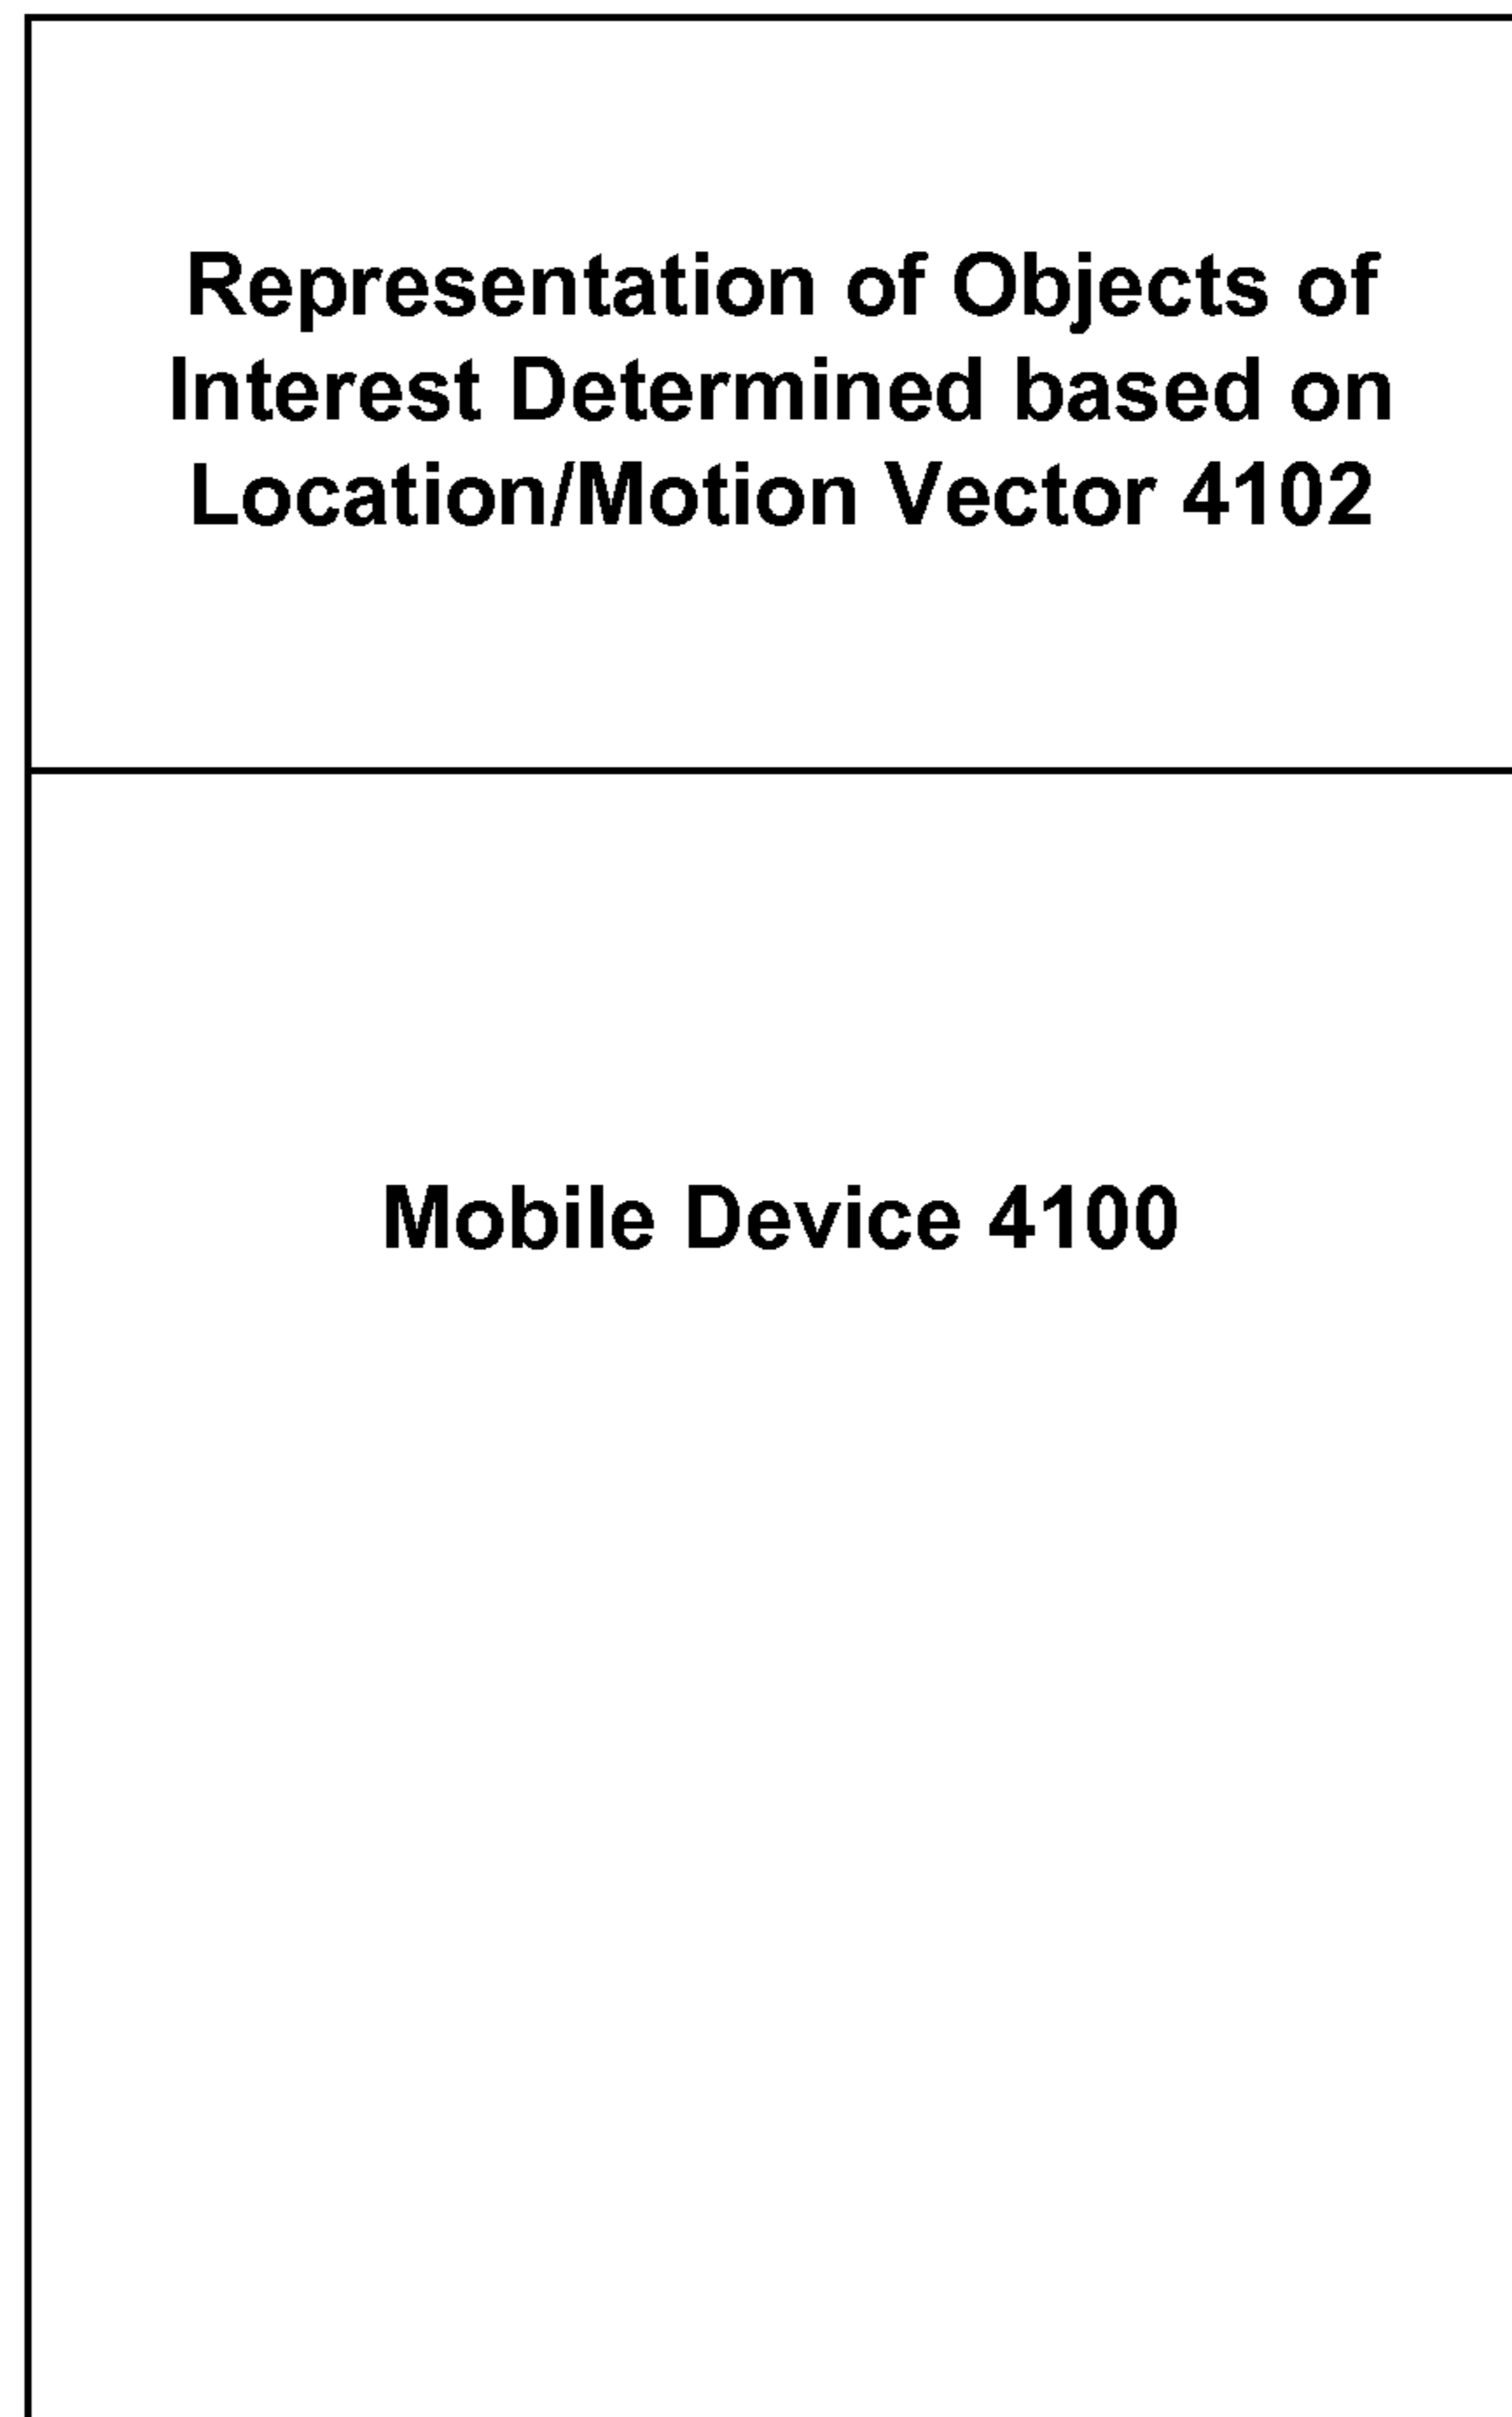 Representation of Objects of
Interest Determined based on
Location/Motion Vector 4102
Mobile Device 4100